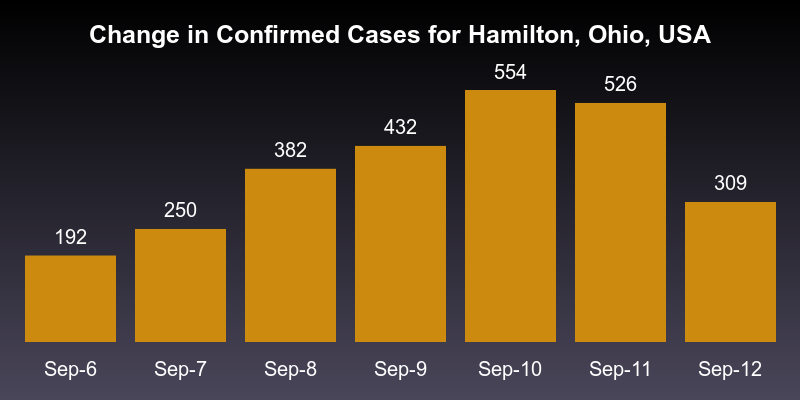 Change in Confirmed Cases for Hamilton, Ohio, USA
192 250 382 432 554 526 309
Sep-6 Sep-7 Sep-8 Sep-9 Sep-10 Sep-11 Sep-12